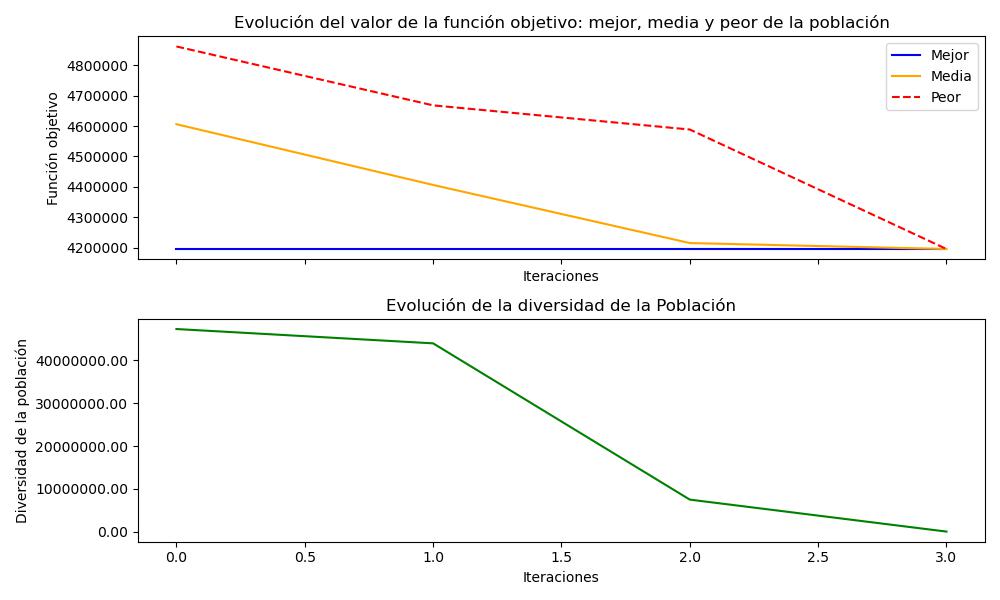 Evolución del valor de la función objetivo: mejor, media y peor de la población
Función objetivo
4800000
4700000
4600000
4500000
4400000
4300000
4200000
Mejor
Media
Peor
Iteraciones
Evolución de la diversidad de la Población
Diversidad de la población
40000000.00
30000000.00
20000000.00
10000000.00
0.00
0.0 0.5 1.0 1.5 2.0 2.5 3.0
Iteraciones